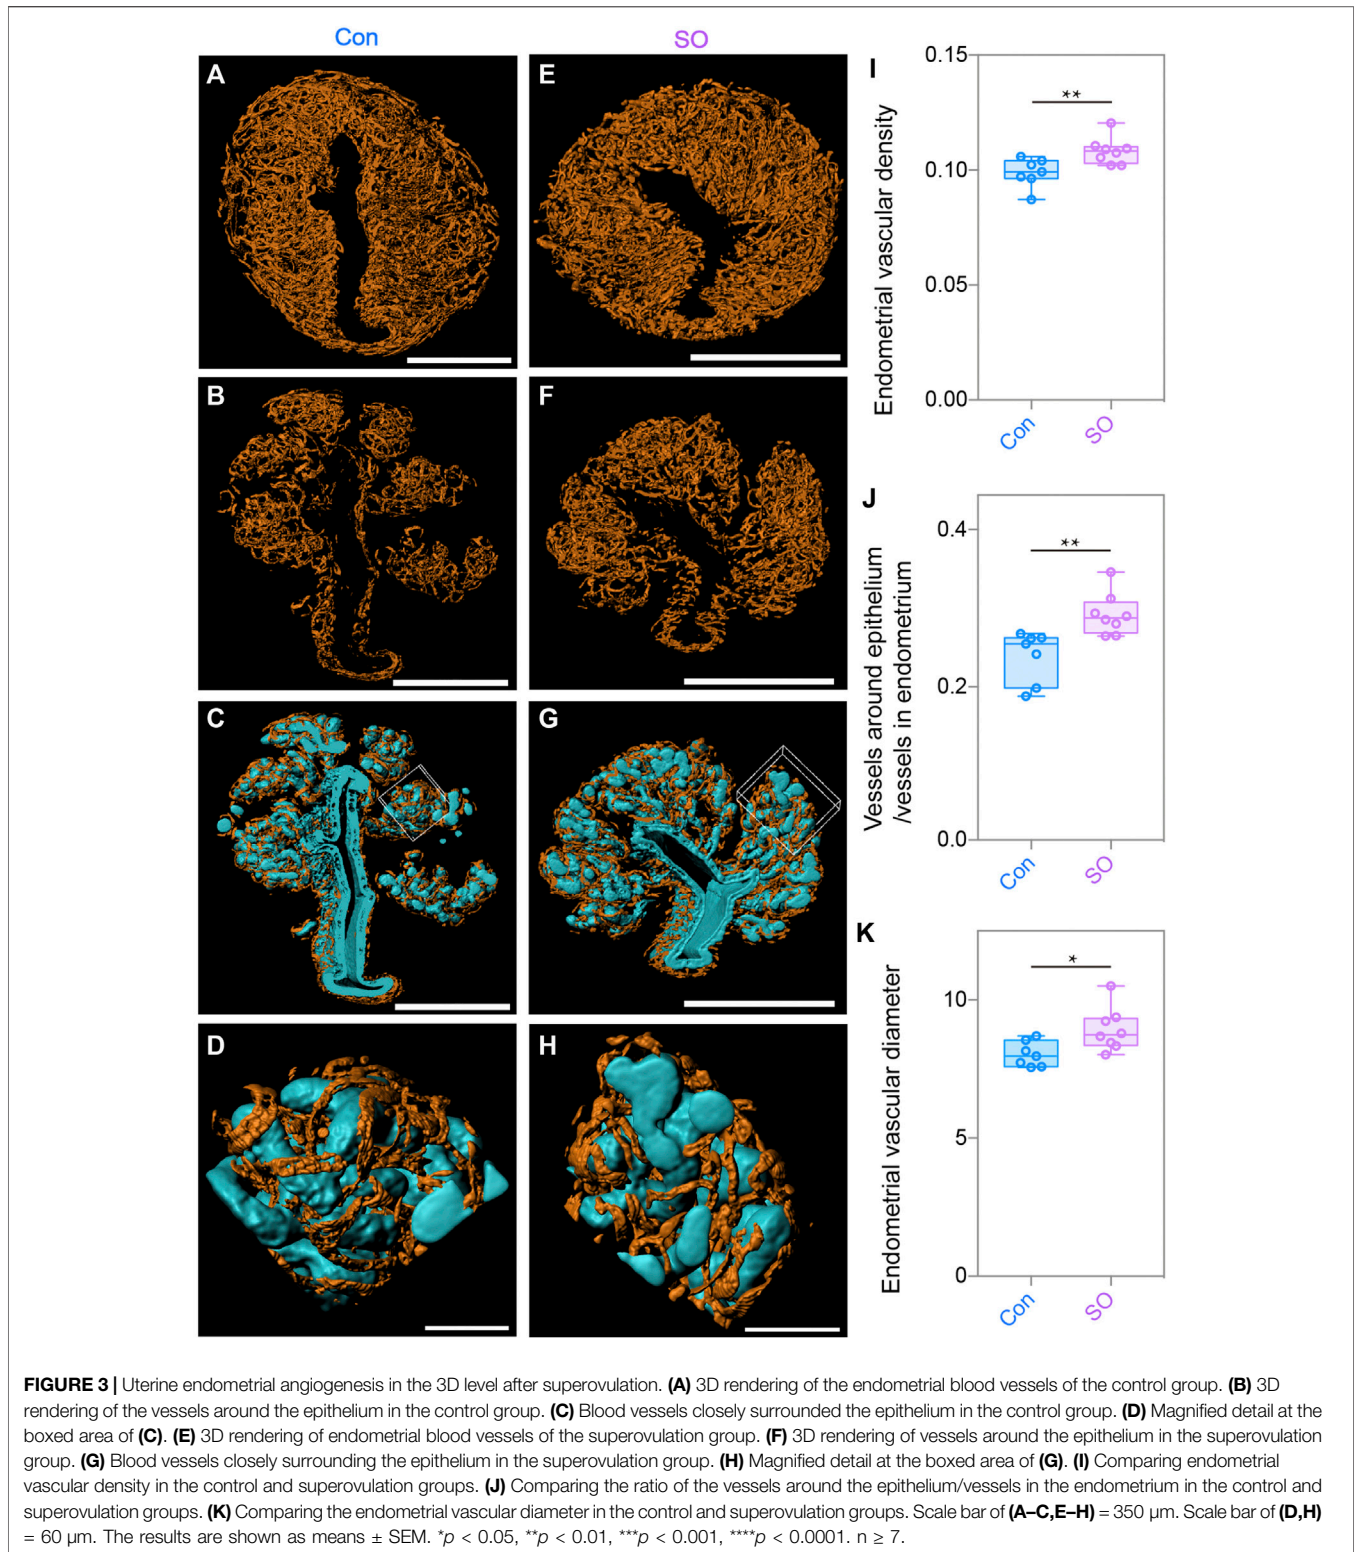 Con
SO
A
E
B
F
C
G
D
H
I
Endometrial vascular density
0.15
0.10
0.05
0.00
**
Con
SO
J
Vessels around epithelium
/vessels in endometrium
0.4
0.2
0.0
**
Con
SO
K
Endometrial vascular diameter
10
5
0
*
Con
SO
FIGURE 3 | Uterine endometrial angiogenesis in the 3D level after superovulation. (A) 3D rendering of the endometrial blood vessels of the control group. (B) 3D
rendering of the vessels around the epithelium in the control group. (C) Blood vessels closely surrounded the epithelium in the control group. (D) Magnified detail at the
boxed area of (C). (E) 3D rendering of endometrial blood vessels of the superovulation group. (F) 3D rendering of vessels around the epithelium in the superovulation
group. (G) Blood vessels closely surrounding the epithelium in the superovulation group. (H) Magnified detail at the boxed area of (G). (I) Comparing endometrial
vascular density in the control and superovulation groups. (J) Comparing the ratio of the vessels around the epithelium/vessels in the endometrium in the control and
superovulation groups. (K) Comparing the endometrial vascular diameter in the control and superovulation groups. Scale bar of (A–C,E–H) = 350 μm. Scale bar of (D,H)
= 60 μm. The results are shown as means ± SEM. *p < 0.05, **p < 0.01, ***p < 0.001, ****p < 0.0001. n ≥ 7.